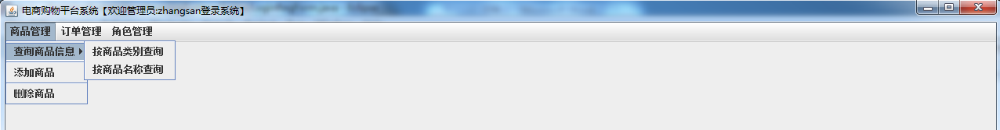 电商购物平台系统【欢迎管理员:zhangsan登录系统】
商品管理 订单管理 角色管理
查询商品信息 按商品类别查询
按商品名称查询
添加商品
删除商品